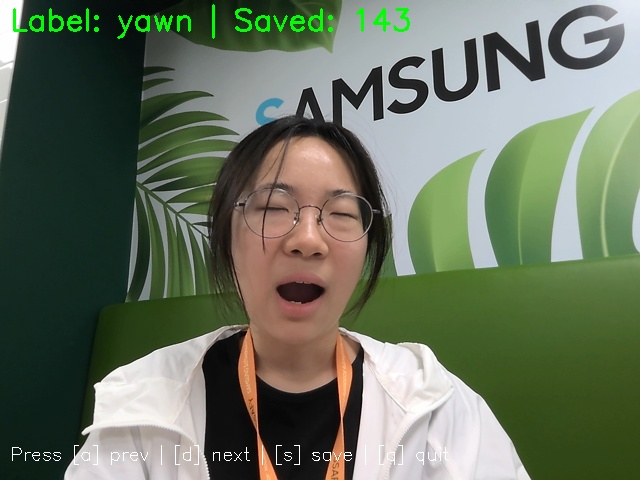 Label: yawn | Saved: 143
SAMSUNG
Press [a] prev | [d] next | [s] save | [q] quit